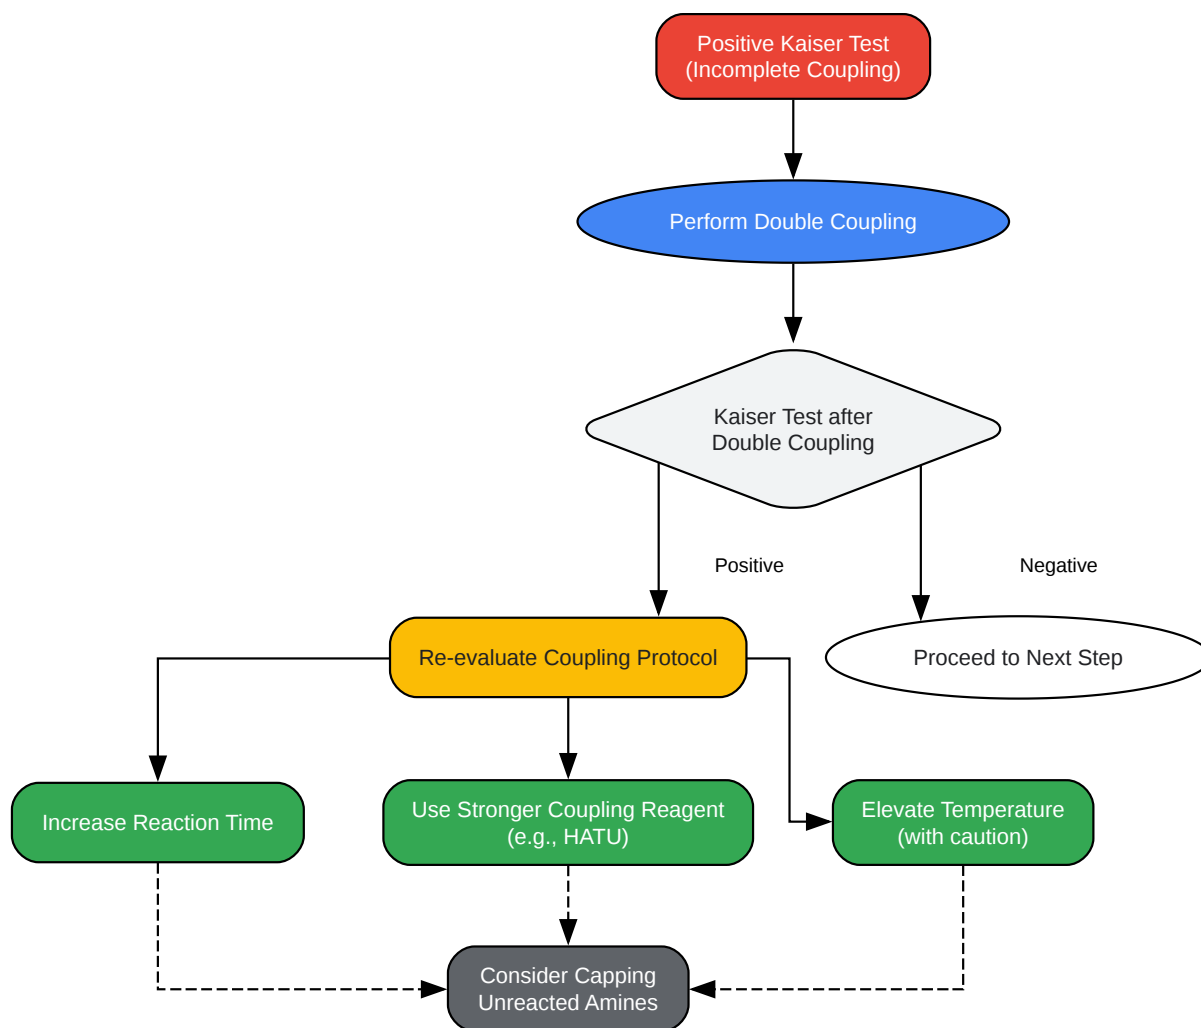 Positive Kaiser Test
(Incomplete Coupling)
Perform Double Coupling
Kaiser Test after
Double Coupling
Positive
Negative
Re-evaluate Coupling Protocol
Proceed to Next Step
Increase Reaction Time
Use Stronger Coupling Reagent
(e.g., HATU)
Elevate Temperature
(with caution)
Consider Capping
Unreacted Amines